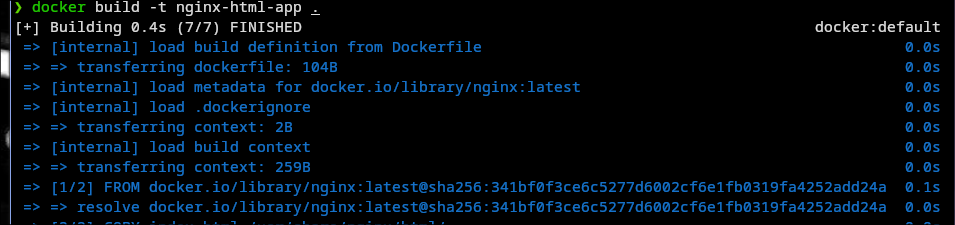 ❯ docker build -t nginx-html-app .
[+] Building 0.4s (7/7) FINISHED docker:default
=> [internal] load build definition from Dockerfile 0.0s
=> => transferring dockerfile: 104B 0.0s
=> [internal] load metadata for docker.io/library/nginx:latest 0.0s
=> [internal] load .dockerignore 0.0s
=> => transferring context: 2B 0.0s
=> [internal] load build context 0.0s
=> => transferring context: 259B 0.0s
=> [1/2] FROM docker.io/library/nginx:latest@sha256:341bf0f3ce6c5277d6002cf6e1fb0319fa4252add24a 0.1s
=> => resolve docker.io/library/nginx:latest@sha256:341bf0f3ce6c5277d6002cf6e1fb0319fa4252add24a 0.0s